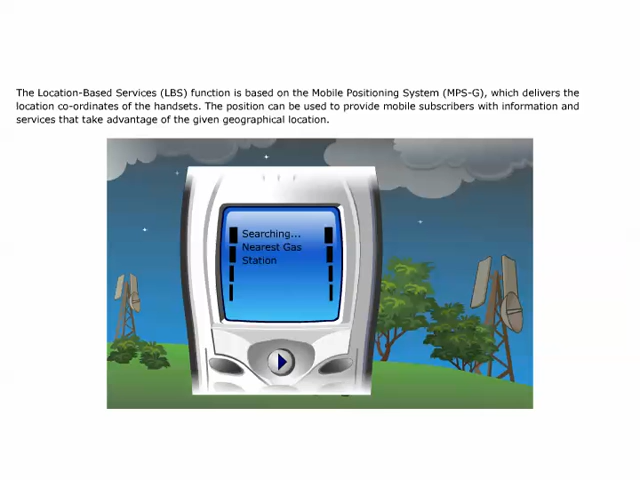 The Location-Based Services (LBS) function is based on the Mobile Positioning System (MPS-G), which delivers the
location co-ordinates of the handsets. The position can be used to provide mobile subscribers with information and
services that take advantage of the given geographical location.
Searching...
Nearest Gas
Station